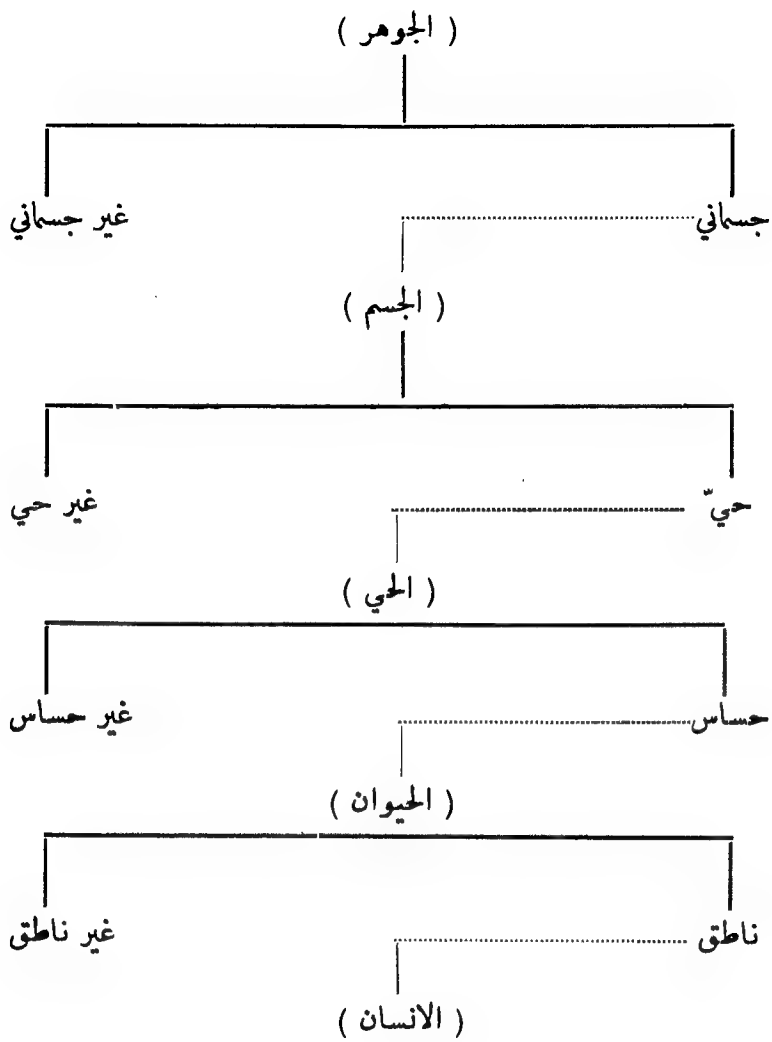 ( الجوهر )
جسماني غير جسماني
( الجسم )
حيّ غير حي
( الحي )
حساس غير حساس
( الحيوان )
ناطق غير ناطق
( الانسان )